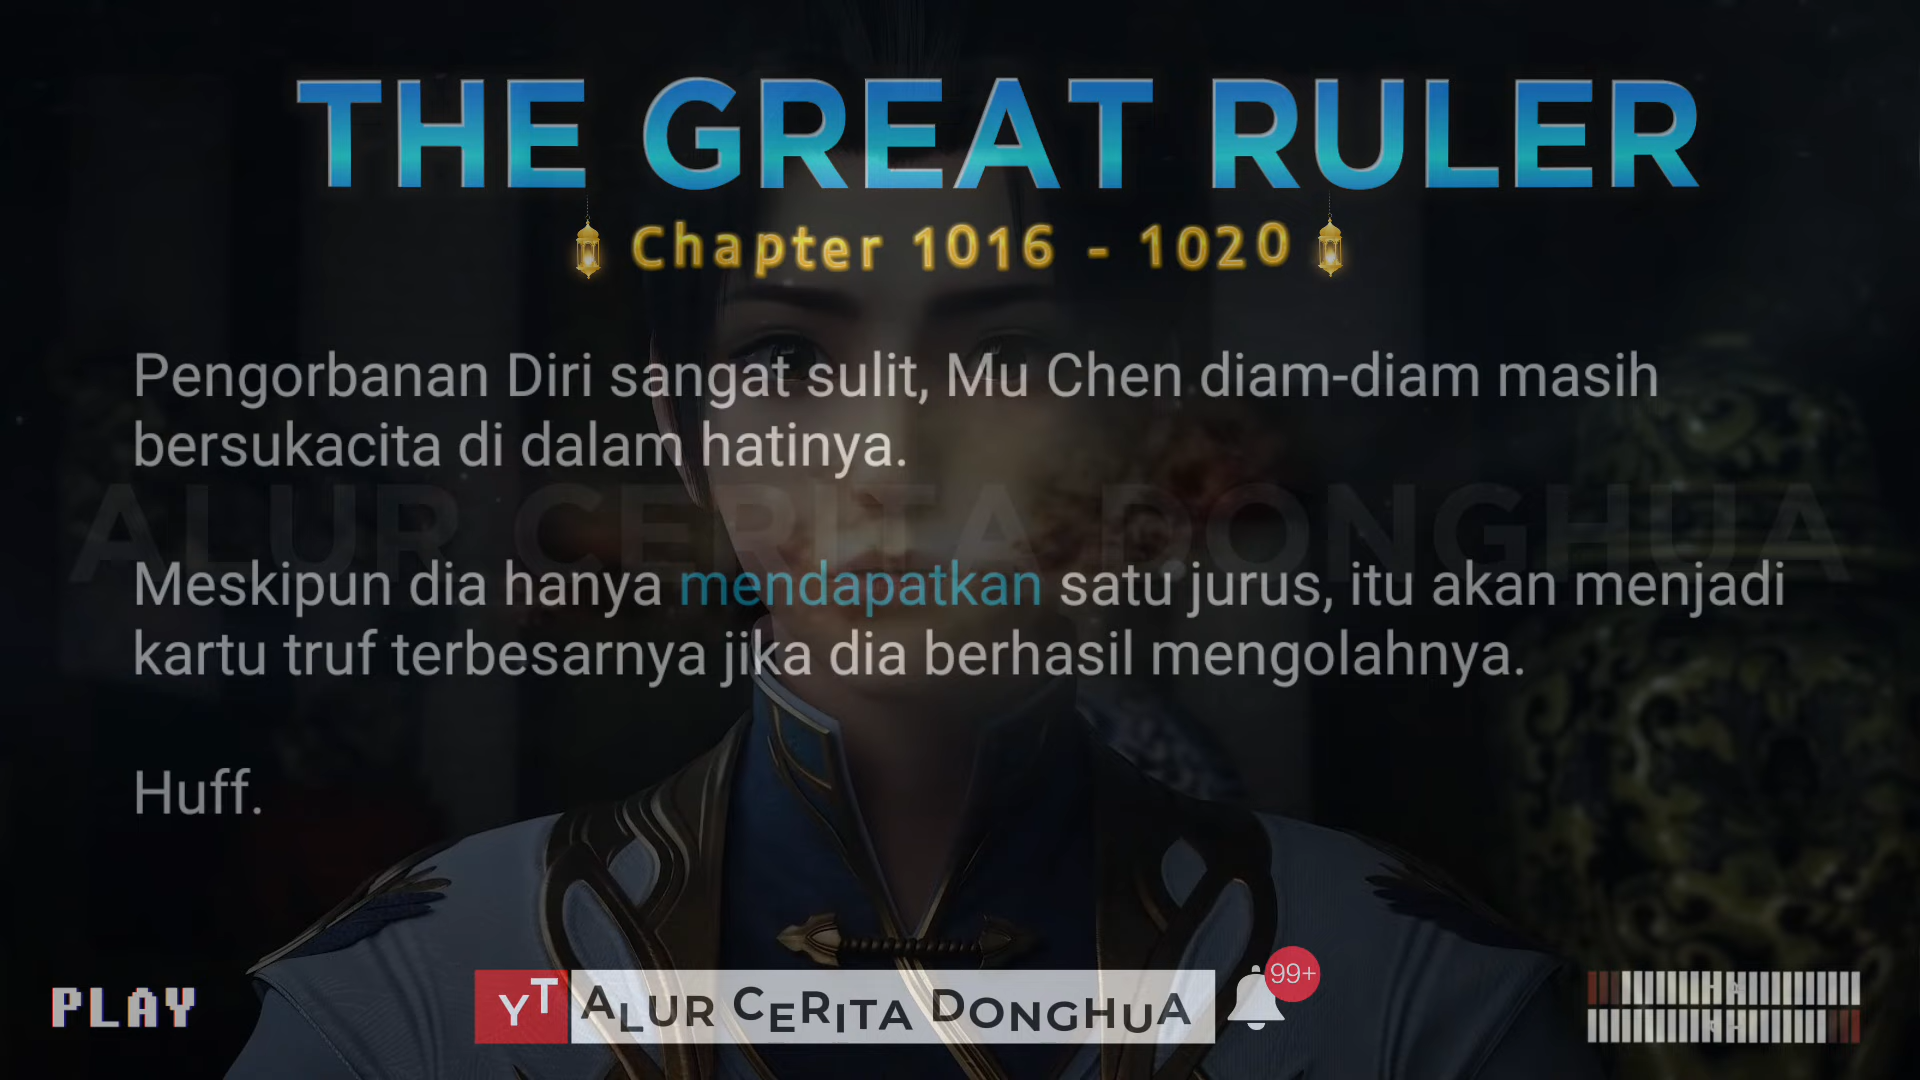 THE GREAT RULER
Chapter 1016 - 1020
Pengorbanan Diri sangat sulit, Mu Chen diam-diam masih
bersukacita di dalam hatinya.
ALUR CERITA DONGHUA
Meskipun dia hanya mendapatkan satu jurus, itu akan menjadi
kartu truf terbesarnya jika dia berhasil mengolahnya.
Huff.
PLAY
YT ALUR CERITA DONGHUA 99+